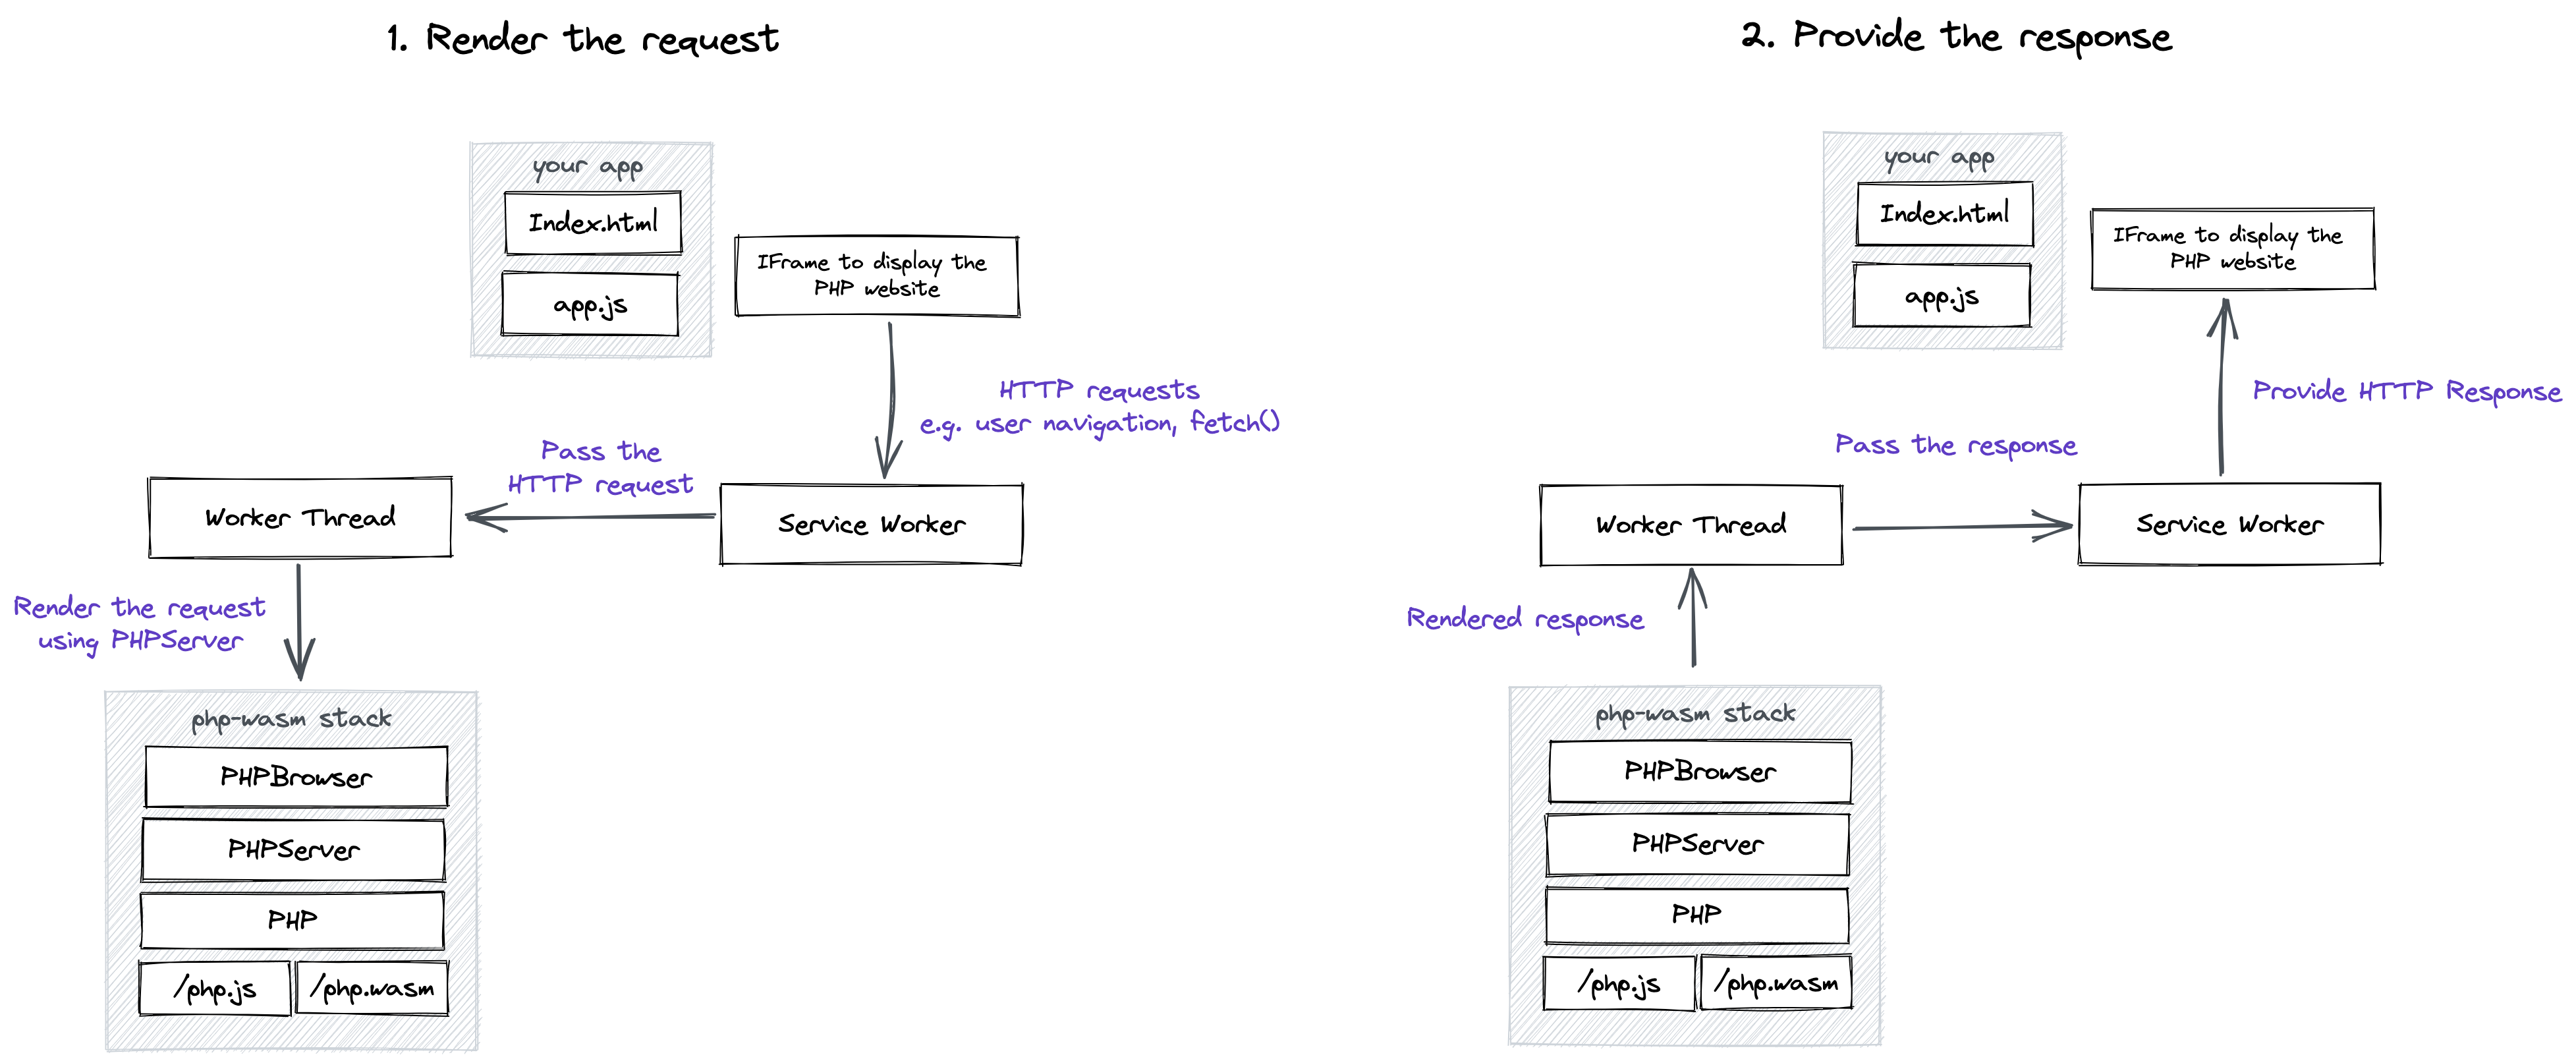 1. Render the request
your app
Index.html
app.js
IFrame to display the
PHP website
HTTP requests
e.g. user navigation, fetch()
Pass the
HTTP request
Worker Thread
Service Worker
Render the request
using PHPServer
php-wasm stack
PHPBrowser
PHPServer
PHP
/php.js
/php.wasm
2. Provide the response
your app
Index.html
app.js
IFrame to display the
PHP website
Provide HTTP Response
Pass the response
Worker Thread
Service Worker
Rendered response
php-wasm stack
PHPBrowser
PHPServer
PHP
/php.js
/php.wasm